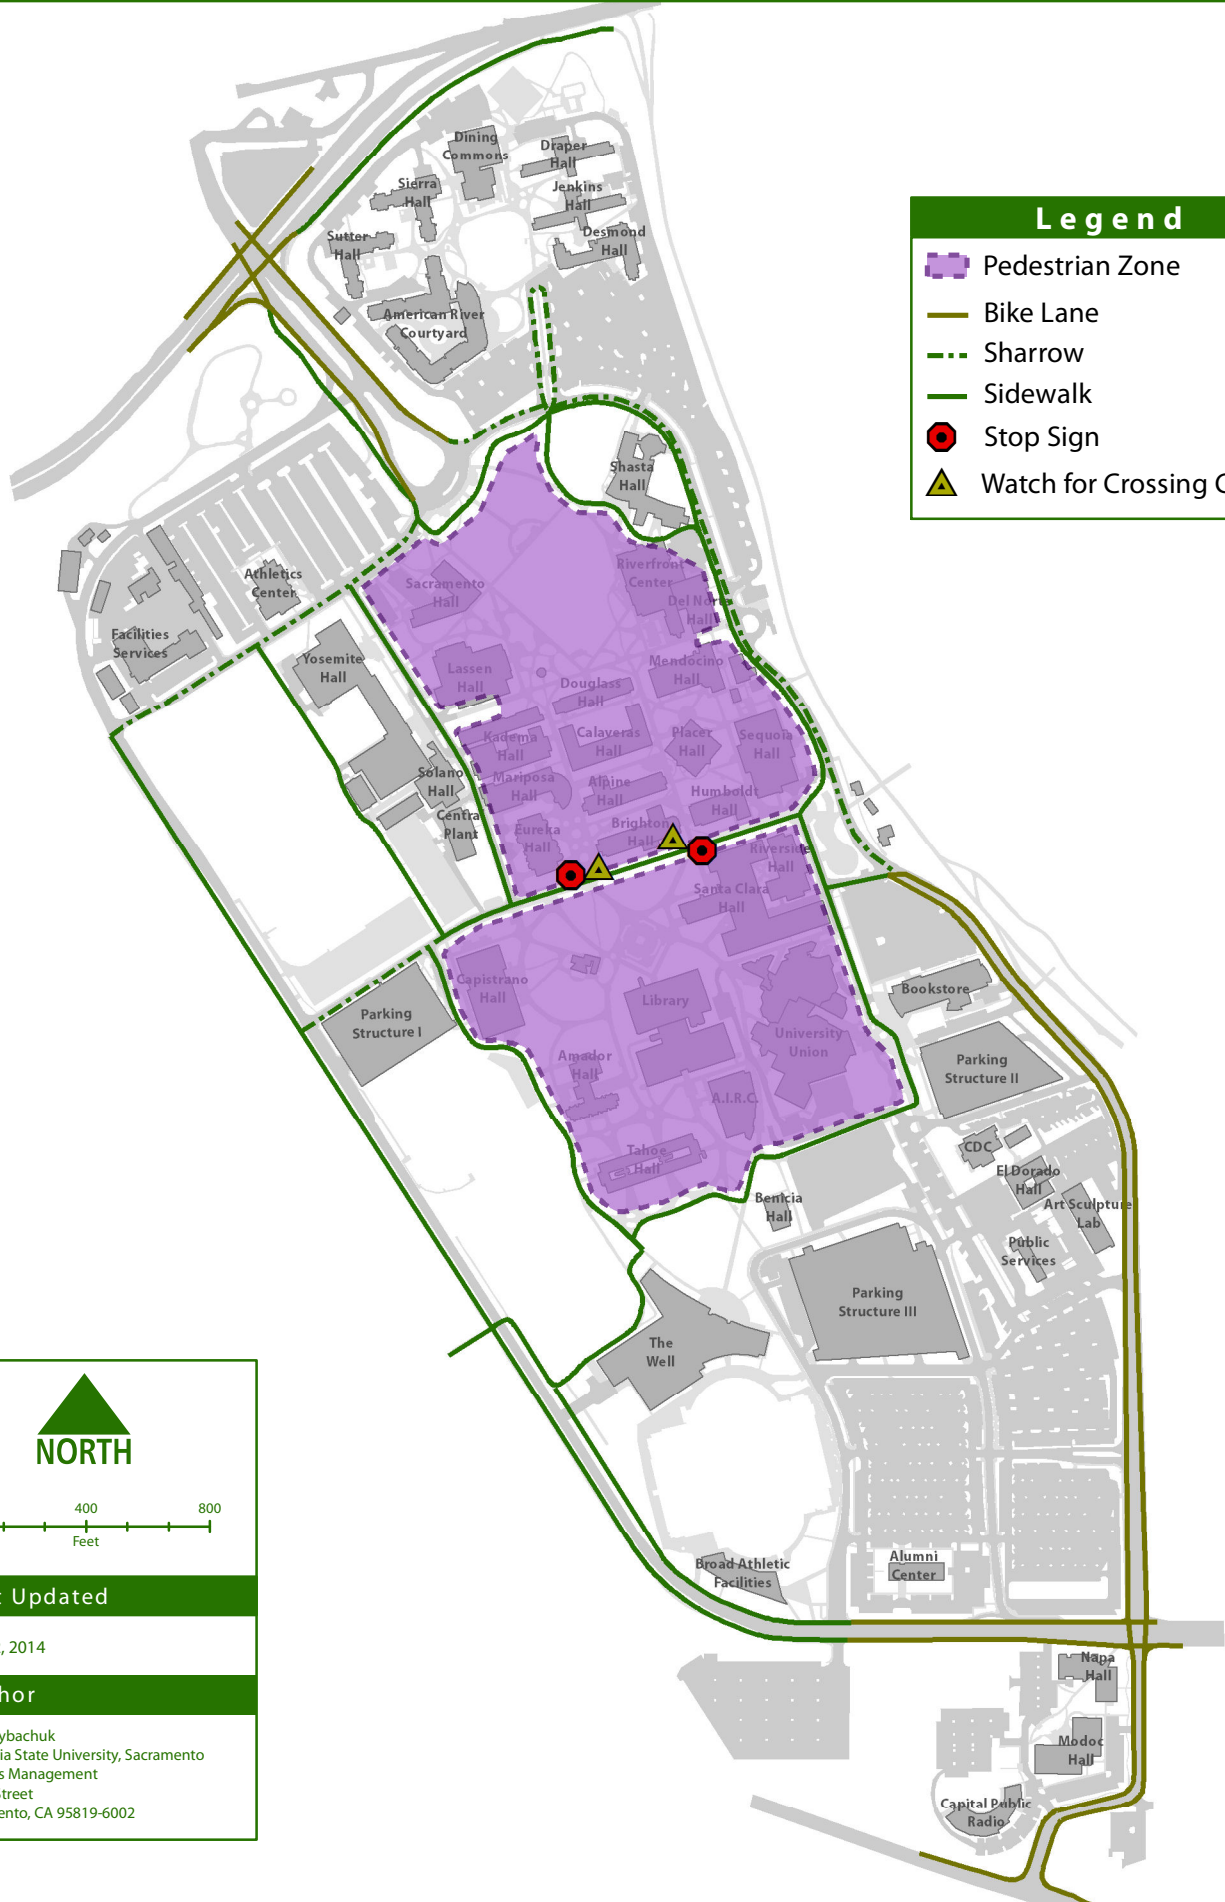 Dining
Commons
Draper
Hall
Sierra
Hall
Jenkins
Hall
Sutter
Hall
Desmond
Hall
American River
Courtyard
Legend
Pedestrian Zone
Bike Lane
Sharrow
Sidewalk
Stop Sign
Watch for Crossing
Shasta
Hall
Athletics
Center
Sacramento
Hall
Riverfront
Center
Del Norte
Hall
Facilities
Services
Yosemite
Hall
Lassen
Hall
Mendocino
Hall
Douglass
Hall
Kadema
Hall
Calaveras
Hall
Placer
Hall
Sequoia
Hall
Solano
Hall
Mariposa
Hall
Alpine
Hall
Humboldt
Hall
Central
Plant
Eureka
Hall
Brighton
Hall
Riverside
Hall
Santa Clara
Hall
Capistrano
Hall
Library
Bookstore
Parking
Structure I
University
Union
Amador
Hall
Parking
Structure II
A.I.R.C.
Tahoe
Hall
CDC
El Dorado
Hall
Benicia
Hall
Art Sculpture
Lab
Public
Services
Parking
Structure III
The
Well
NORTH
400 800
Feet
Broad Athletic
Facilities
Alumni
Center
Updated
, 2014
Napa
Hall
hor
Modoc
Hall
ybachuk
ia State University, Sacramento
s Management
Street
ento, CA 95819-6002
Capital Public
Radio